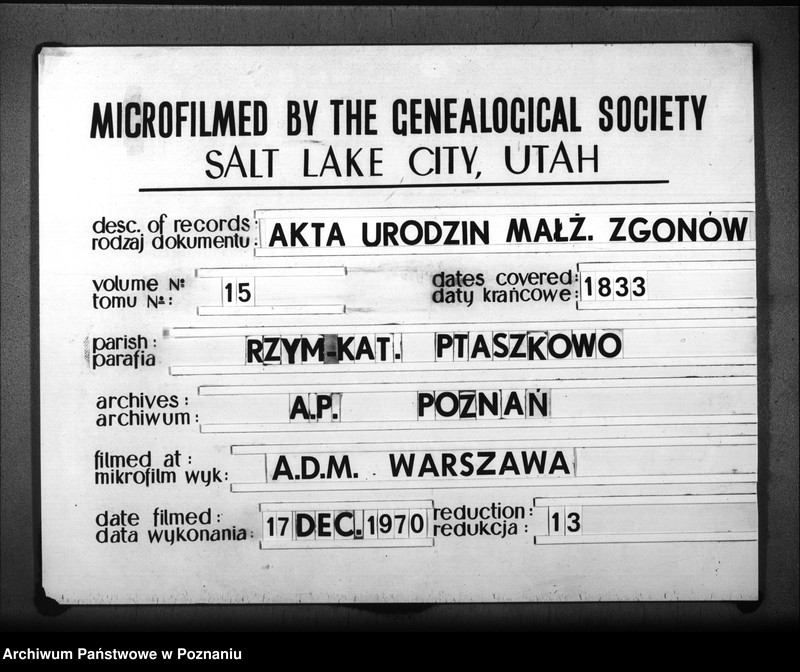 MICROFILMED BY THE GENEALOGICAL SOCIETY
SALT LAKE CITY, UTAH
desc. of records:
rodzaj dokumentu: AKTA URODZIN MAŁŻ. ZGONÓW
volume Nº
tomu Nº: 15
dates covered:
daty krańcowe: 1833
parish:
parafia RZYM-KAT. PTASZKOWO
archives:
archiwum: A.P. POZNAŃ
filmed at:
mikrofilm wyk: A.D.M. WARSZAWA
date filmed:
data wykonania: 17 DEC. 1970
reduction:
redukcja: 13
Archiwum Państwowe w Poznaniu